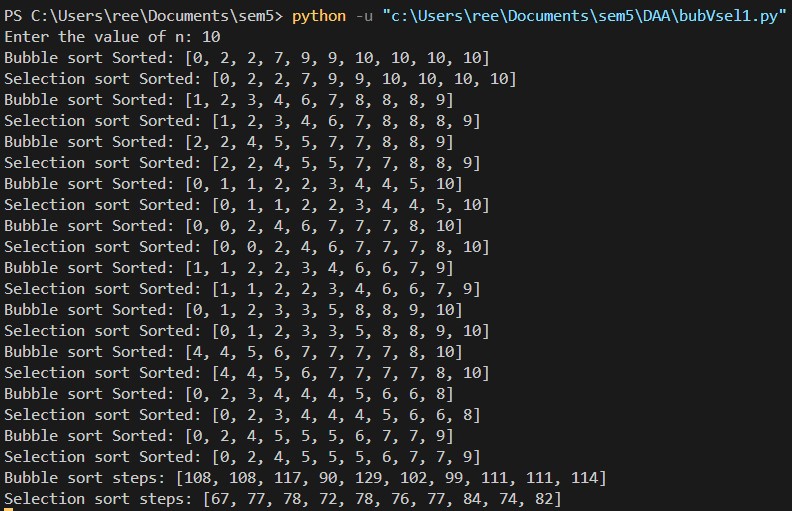 PS C:\Users\ree\Documents\sem5> python -u "c:\Users\ree\Documents\sem5\DAA\bubVsel1.py"
Enter the value of n: 10
Bubble sort Sorted: [0, 2, 2, 7, 9, 9, 10, 10, 10, 10]
Selection sort Sorted: [0, 2, 2, 7, 9, 9, 10, 10, 10, 10]
Bubble sort Sorted: [1, 2, 3, 4, 6, 7, 8, 8, 8, 9]
Selection sort Sorted: [1, 2, 3, 4, 6, 7, 8, 8, 8, 9]
Bubble sort Sorted: [2, 2, 4, 5, 5, 7, 7, 8, 8, 9]
Selection sort Sorted: [2, 2, 4, 5, 5, 7, 7, 8, 8, 9]
Bubble sort Sorted: [0, 1, 1, 2, 2, 3, 4, 4, 5, 10]
Selection sort Sorted: [0, 1, 1, 2, 2, 3, 4, 4, 5, 10]
Bubble sort Sorted: [0, 0, 2, 4, 6, 7, 7, 7, 8, 10]
Selection sort Sorted: [0, 0, 2, 4, 6, 7, 7, 7, 8, 10]
Bubble sort Sorted: [1, 1, 2, 2, 3, 4, 6, 6, 7, 9]
Selection sort Sorted: [1, 1, 2, 2, 3, 4, 6, 6, 7, 9]
Bubble sort Sorted: [0, 1, 2, 3, 3, 5, 8, 8, 9, 10]
Selection sort Sorted: [0, 1, 2, 3, 3, 5, 8, 8, 9, 10]
Bubble sort Sorted: [4, 4, 5, 6, 7, 7, 7, 7, 8, 10]
Selection sort Sorted: [4, 4, 5, 6, 7, 7, 7, 7, 8, 10]
Bubble sort Sorted: [0, 2, 3, 4, 4, 4, 5, 6, 6, 8]
Selection sort Sorted: [0, 2, 3, 4, 4, 4, 5, 6, 6, 8]
Bubble sort Sorted: [0, 2, 4, 5, 5, 5, 6, 7, 7, 9]
Selection sort Sorted: [0, 2, 4, 5, 5, 5, 6, 7, 7, 9]
Bubble sort steps: [108, 108, 117, 90, 129, 102, 99, 111, 111, 114]
Selection sort steps: [67, 77, 78, 72, 78, 76, 77, 84, 74, 82]